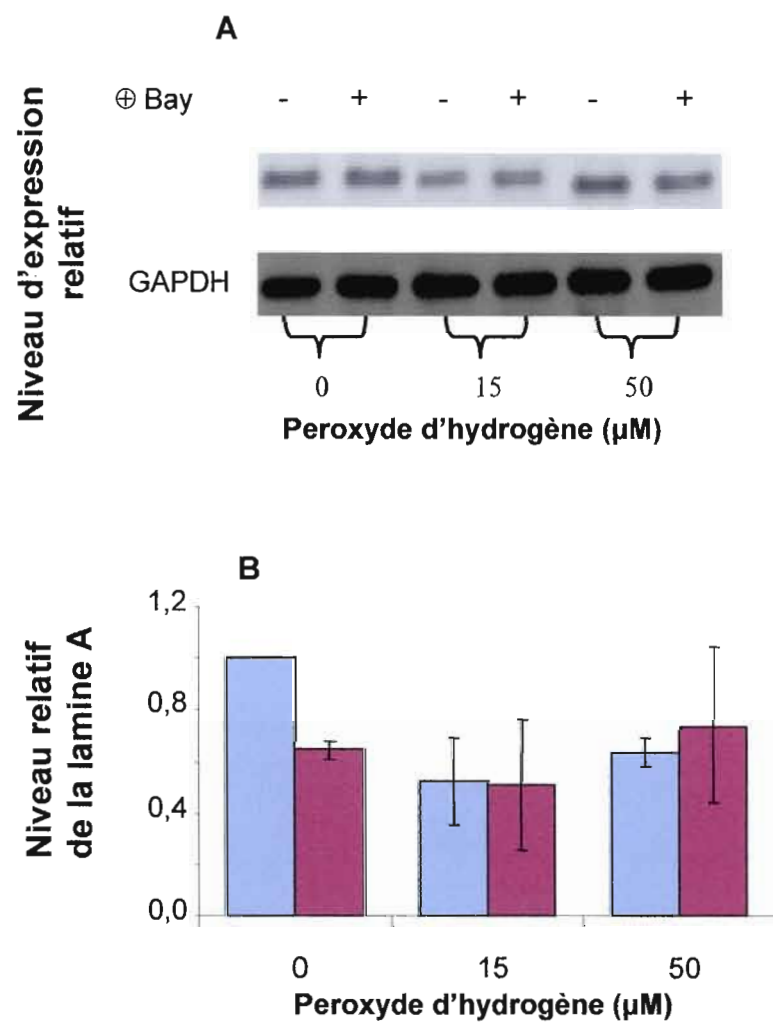 A
⊕ Bay - + - + - +
Niveau d'expression
relatif
GAPDH
0 15 50
Peroxyde d'hydrogène (µM)
B
Niveau relatif
de la lamine A
1,2
0,8
0,4
0,0
0 15 50
Peroxyde d'hydrogène (µM)